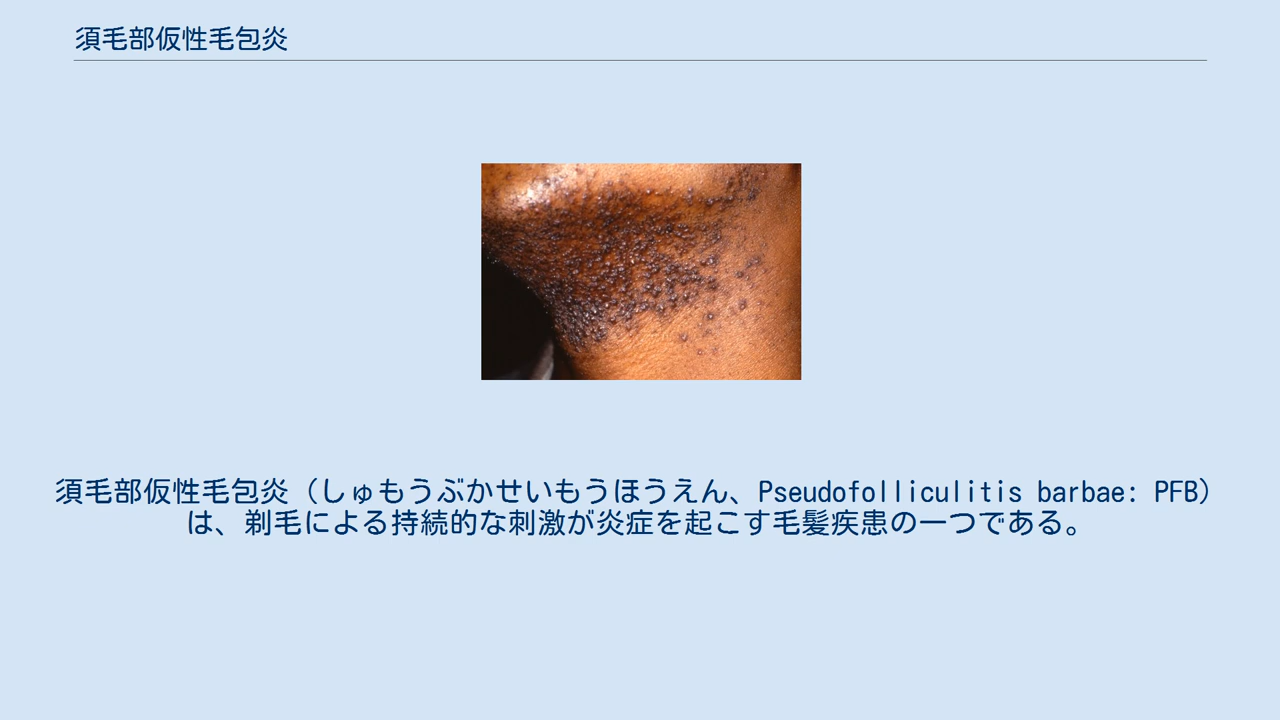 須毛部仮性毛包炎
須毛部仮性毛包炎（しゅもうぶかせいもうほうえん、Pseudofolliculitis barbae: PFB）
は、剃毛による持続的な刺激が炎症を起こす毛髪疾患の一つである。